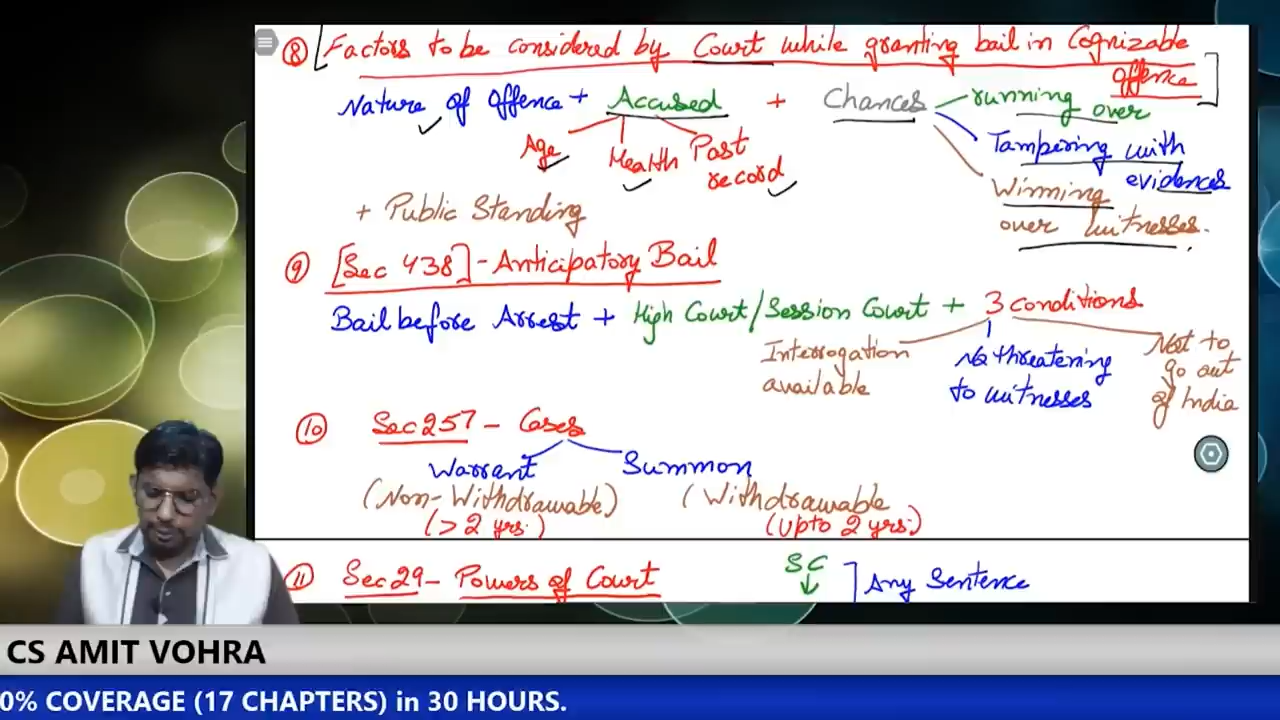 ⑧ [Factors to be considered by Court while granting bail in Cognizable offence]
Nature of offence + Accused + Chances
running over
Age Health Past record
Tampering with evidences
Winning over witnesses.
+ Public Standing
⑨ [Sec 438] - Anticipatory Bail
Bail before Arrest + High Court/Session Court + 3 conditions
Interrogation available
No threatening to witnesses
Not to go out of India
⑩ Sec 257 - Cases
Warrant Summon
(Non-Withdrawable) (Withdrawable
(>2 yrs.) (upto 2 yrs.)
⑪ Sec 29 - Powers of Court
SC
↓ ] Any Sentence
CS AMIT VOHRA
0% COVERAGE (17 CHAPTERS) in 30 HOURS.